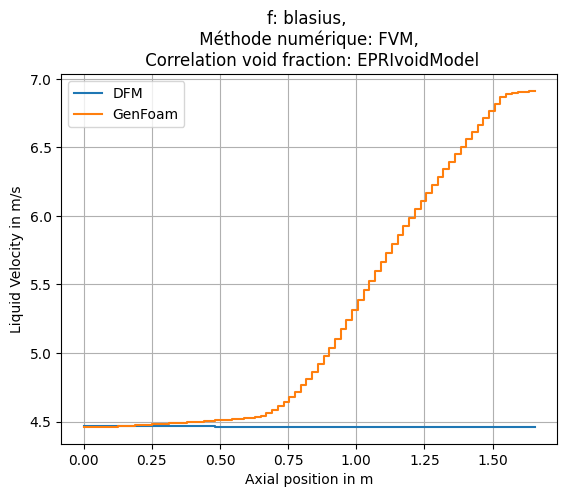 f: blasius,
Méthode numérique: FVM,
Correlation void fraction: EPRIvoidModel
7.0
6.5
6.0
5.5
5.0
4.5
Liquid Velocity in m/s
DFM
GenFoam
0.00 0.25 0.50 0.75 1.00 1.25 1.50
Axial position in m